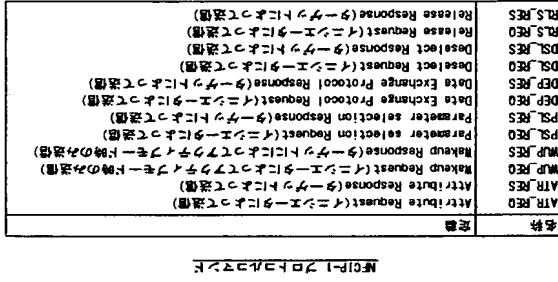 NFCIP-1 プロトコルコマンド
名称 定義
ATR_REQ Attribute Request(イニシエータによって送信)
ATR_RES Attribute Response(ターゲットによって送信)
WUP_REQ Wakeup Request(イニシエータによってアクティブモード時のみ送信)
WUP_RES Wakeup Response(ターゲットによってアクティブモード時のみ送信)
PSL_REQ Parameter selection Request(イニシエータによって送信)
PSL_RES Parameter selection Response(ターゲットによって送信)
DEP_REQ Data Exchange Protocol Request(イニシエータによって送信)
DEP_RES Data Exchange Protocol Response(ターゲットによって送信)
DSL_REQ Deselect Request(イニシエータによって送信)
DSL_RES Deselect Response(ターゲットによって送信)
RLS_REQ Release Request(イニシエータによって送信)
RLS_RES Release Response(ターゲットによって送信)